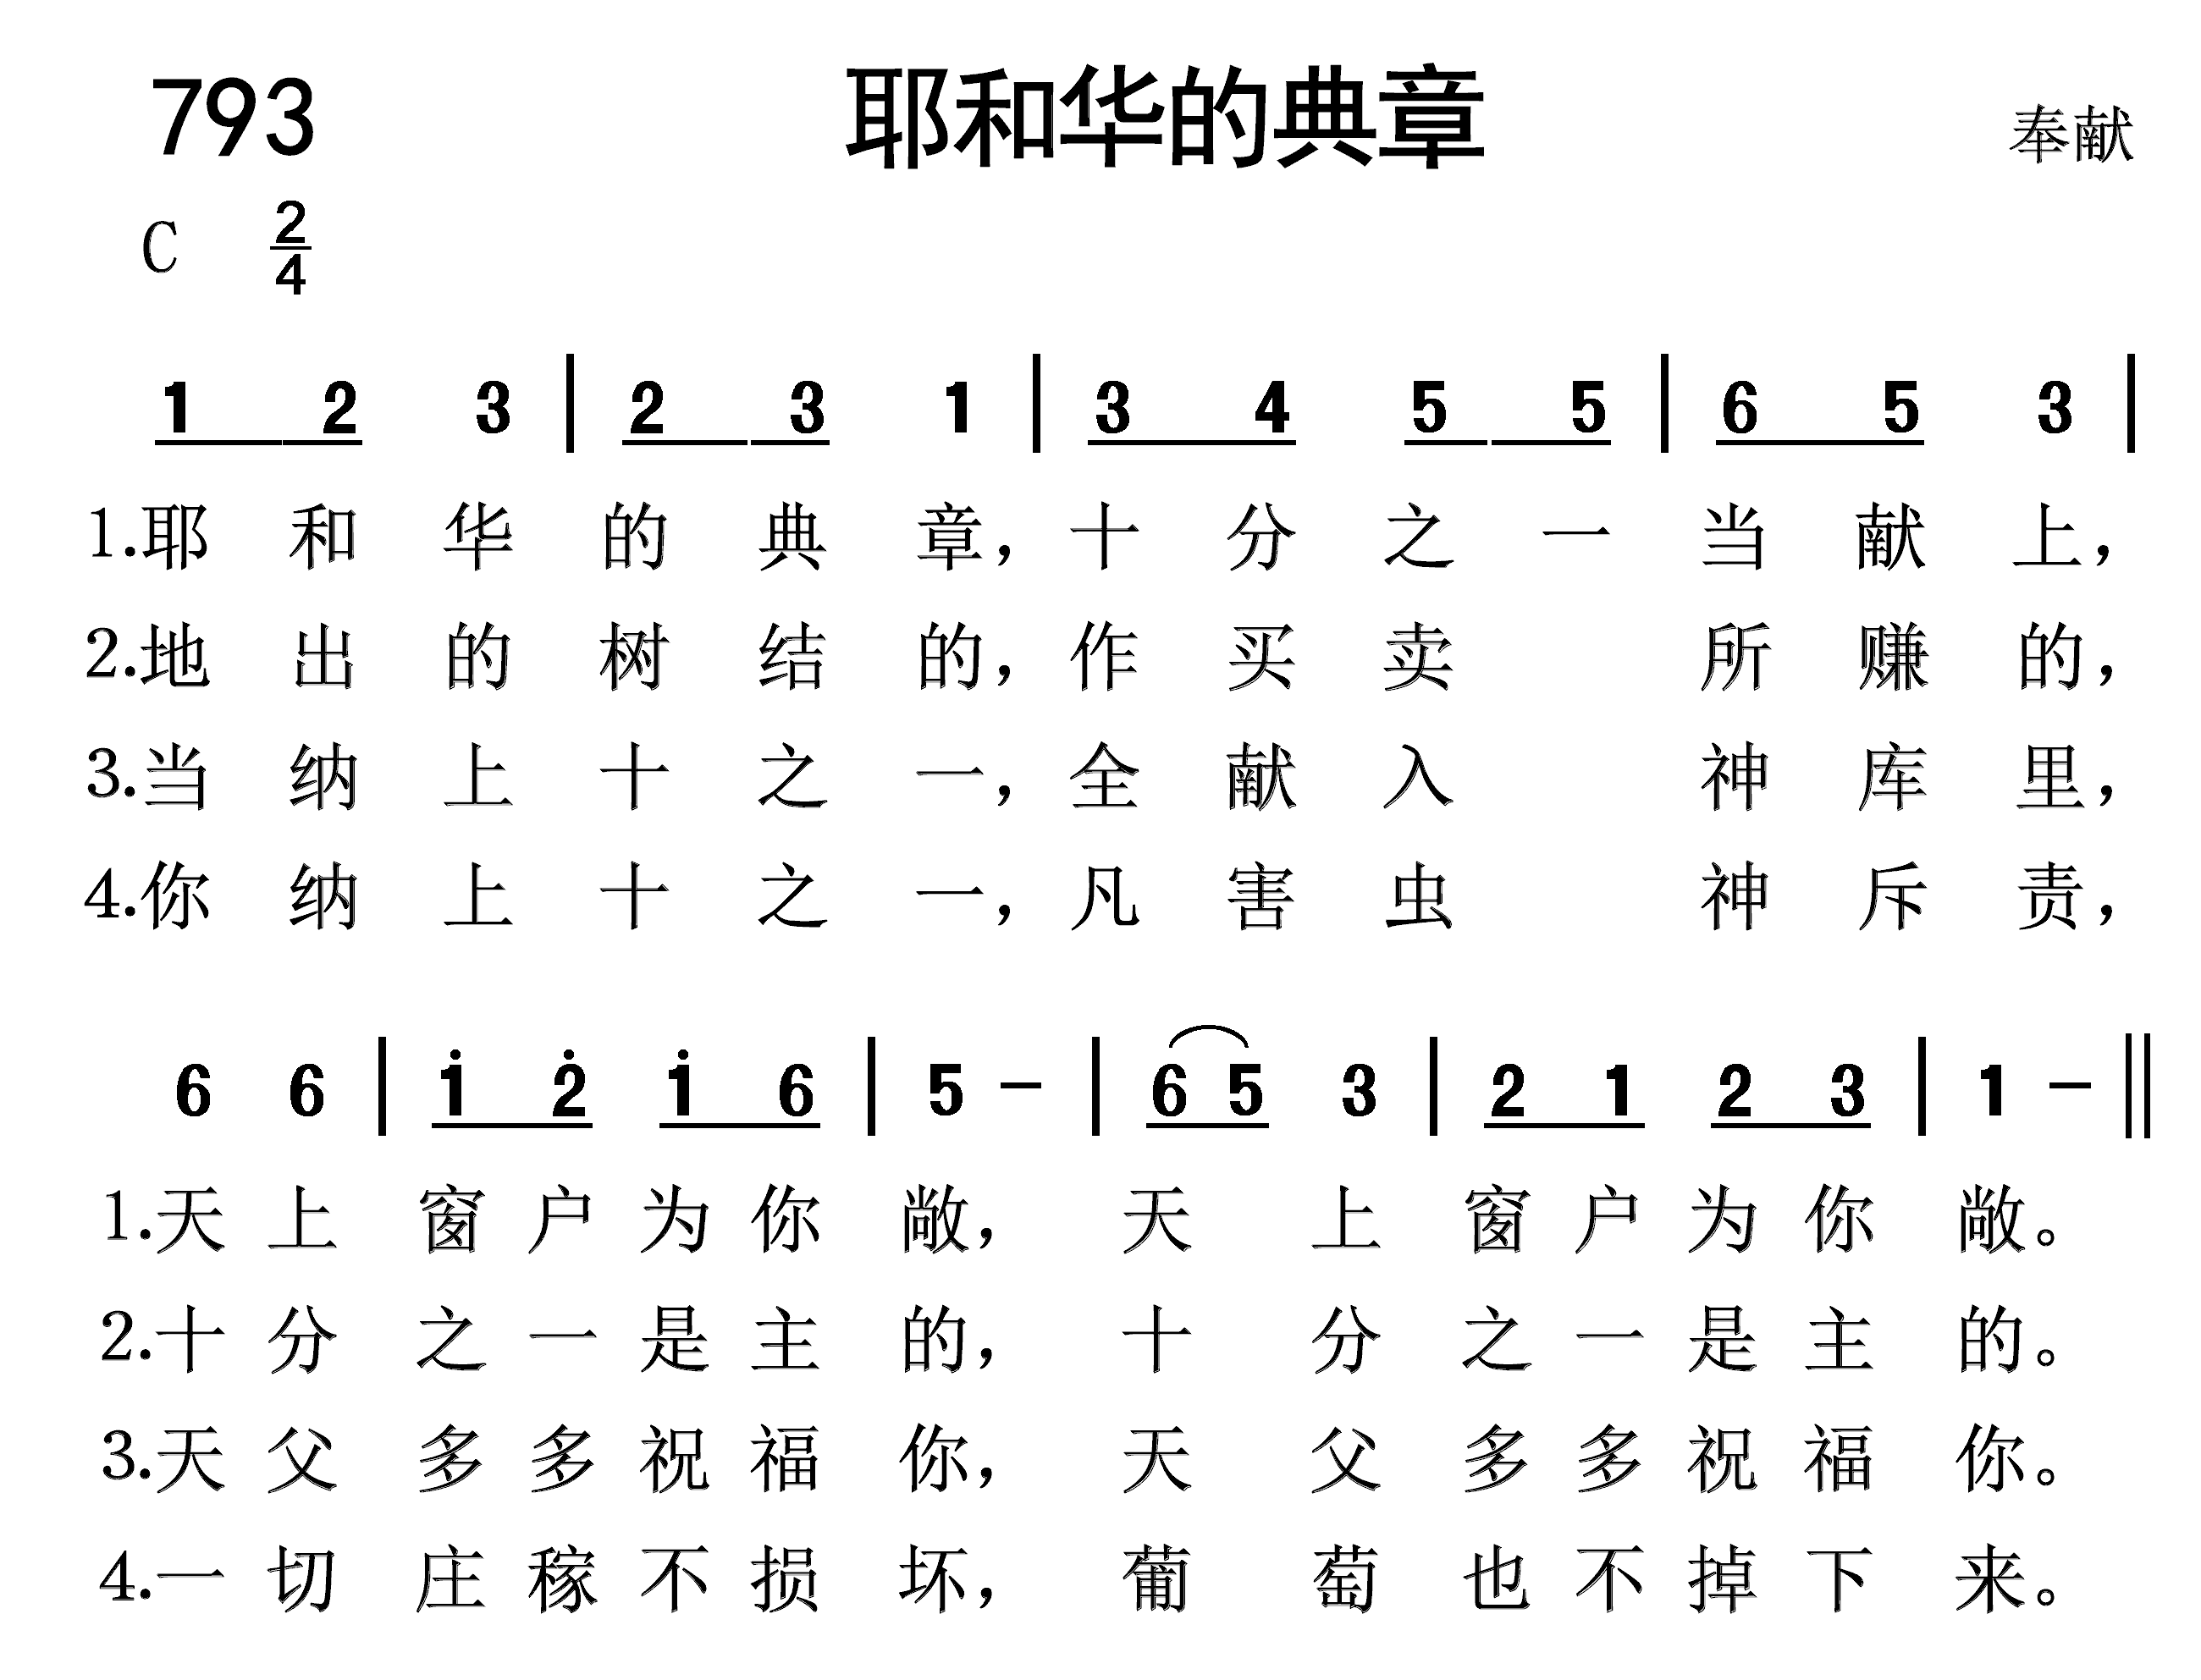 793 耶和华的典章 奉献
C 2/4
1 2 3 | 2 3 1 | 3 4 5 5 | 6 5 3 |
1.耶和华的典章，十分之一当献上，
2.地出的树结的，作买卖 所赚的，
3.当纳上十之一，全献入 神库里，
4.你纳上十之一，凡害虫 神斥责，
6 6 | i̇ 2̇ i̇ 6 | 5 – | 6 5 3 | 2 1 2 3 | 1 – ‖
1.天上窗户为你敞，天上窗户为你敞。
2.十分之一是主的，十分之一是主的。
3.天父多多祝福你，天父多多祝福你。
4.一切庄稼不损坏，葡萄也不掉下来。